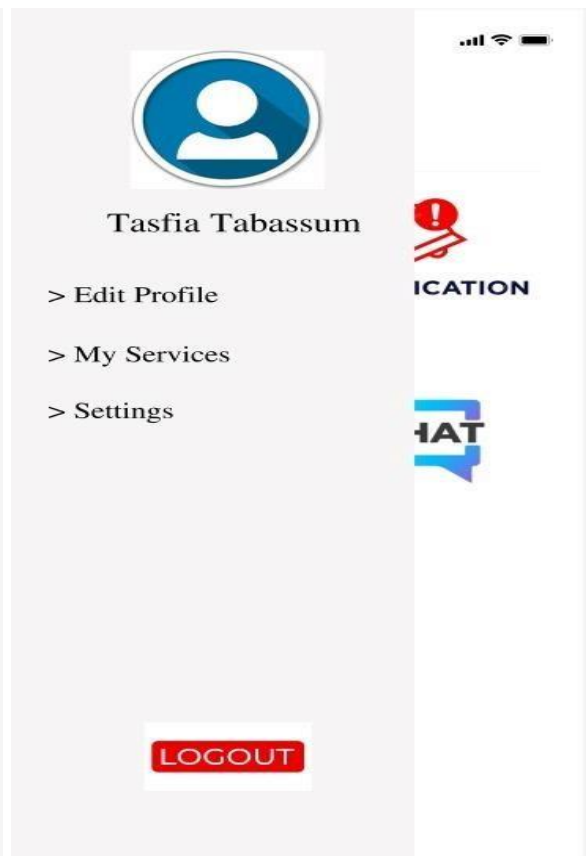 Tasfia Tabassum
> Edit Profile
ICATION
> My Services
> Settings
HAT
LOGOUT